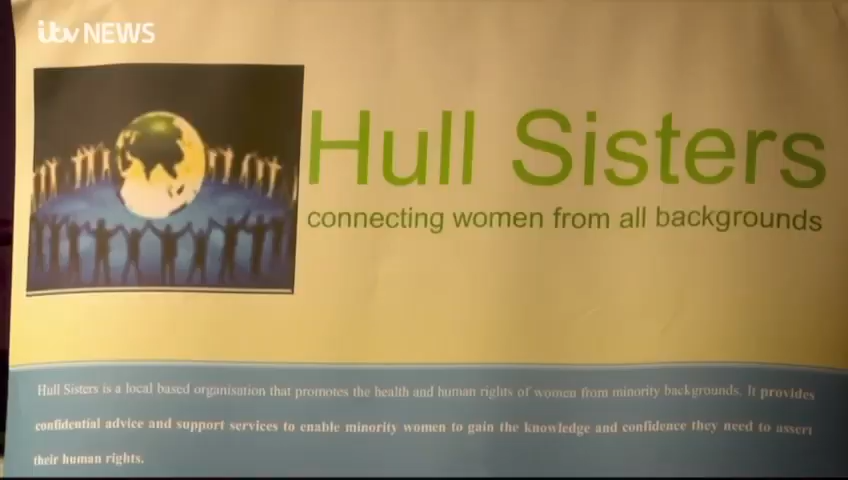 itv NEWS
Hull Sisters
connecting women from all backgrounds
Hull Sisters is a local based organisation that promotes the health and human rights of women from minority backgrounds. It provides
confidential advice and support services to enable minority women to gain the knowledge and confidence they need to assert
their human rights.